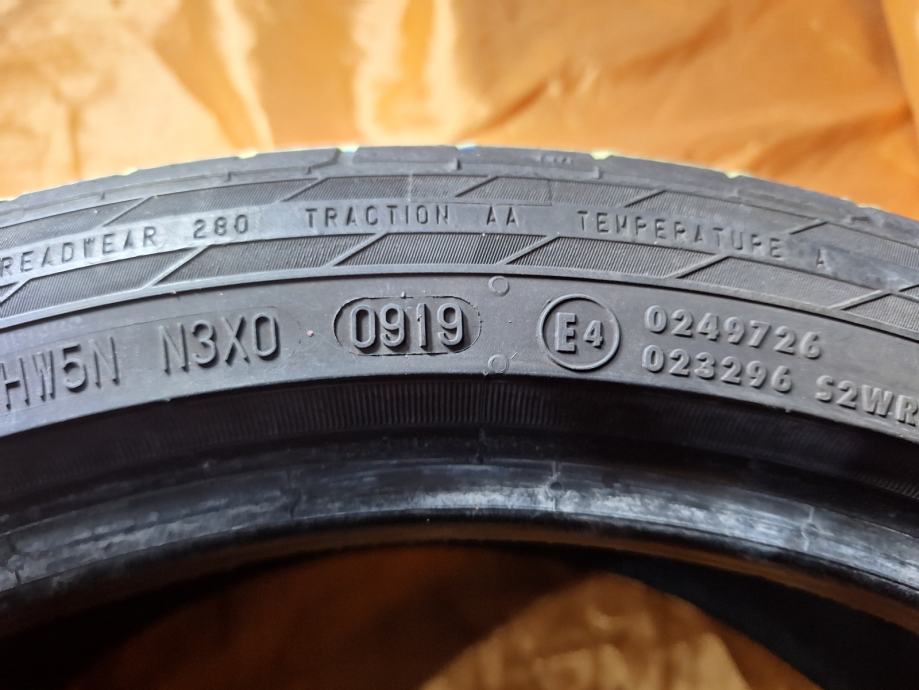 READWEAR 280 TRACTION AA TEMPERATURE A
HW5N N3X0 0919 E4 0249726
023296 S2WR